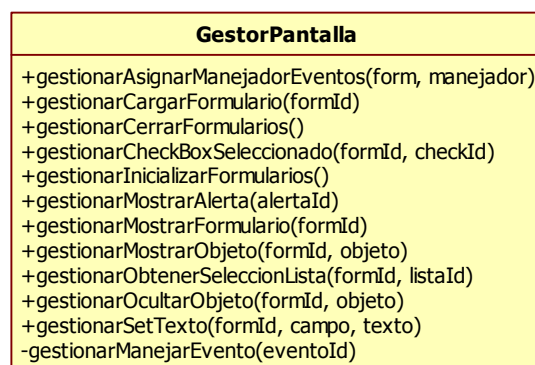 GestorPantalla
+gestionarAsignarManejadorEventos(form, manejador)
+gestionarCargarFormulario(formId)
+gestionarCerrarFormularios()
+gestionarCheckBoxSeleccionado(formId, checkId)
+gestionarInicializarFormularios()
+gestionarMostrarAlerta(alertaId)
+gestionarMostrarFormulario(formId)
+gestionarMostrarObjeto(formId, objeto)
+gestionarObtenerSeleccionLista(formId, listaId)
+gestionarOcultarObjeto(formId, objeto)
+gestionarSetTexto(formId, campo, texto)
-gestionarManejarEvento(eventoId)